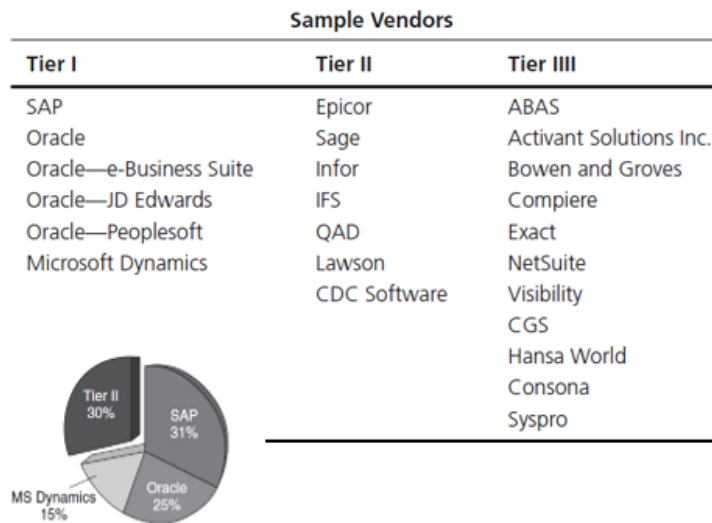 Sample Vendors
Tier I Tier II Tier IIII
SAP Epicor ABAS
Oracle Sage Activant Solutions Inc.
Oracle—e-Business Suite Infor Bowen and Groves
Oracle—JD Edwards IFS Compiere
Oracle—Peoplesoft QAD Exact
Microsoft Dynamics Lawson NetSuite
CDC Software Visibility
CGS
Hansa World
Consona
Syspro
Tier II
30%
SAP
31%
MS Dynamics
15%
Oracle
25%